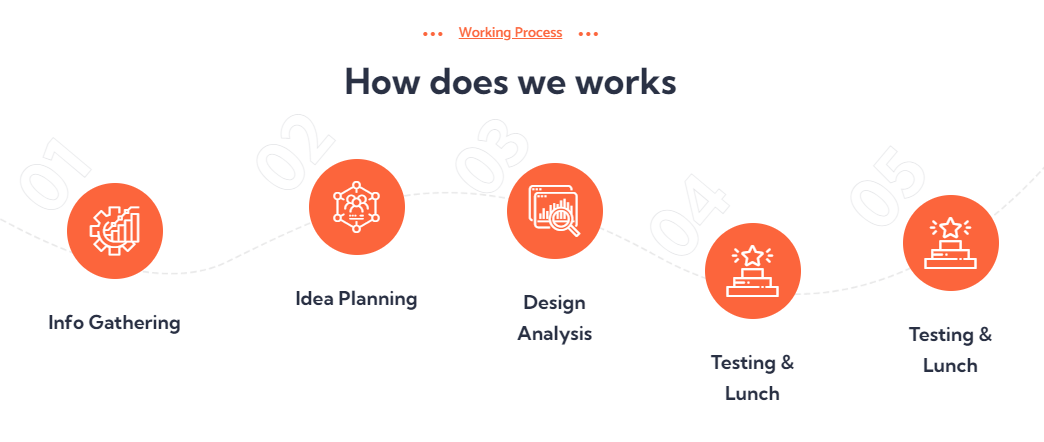 Working Process
How does we works
01
Info Gathering
02
Idea Planning
03
Design
Analysis
04
Testing &
Lunch
05
Testing &
Lunch